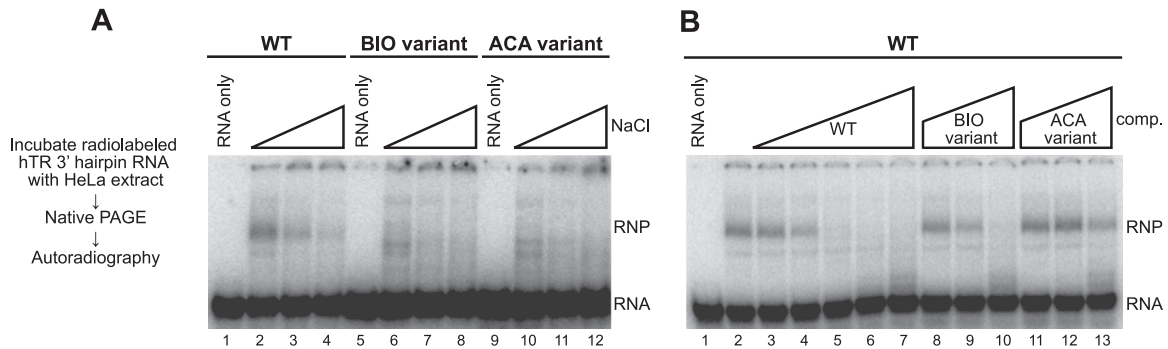 A
WT
BIO variant
ACA variant
RNA only
RNA only
RNA only
NaCl
Incubate radiolabeled
hTR 3' hairpin RNA
with HeLa extract
↓
Native PAGE
↓
Autoradiography
RNP
RNA
1 2 3 4 5 6 7 8 9 10 11 12
B
WT
RNA only
WT
BIO
variant
ACA
variant
comp.
RNP
RNA
1 2 3 4 5 6 7 8 9 10 11 12 13